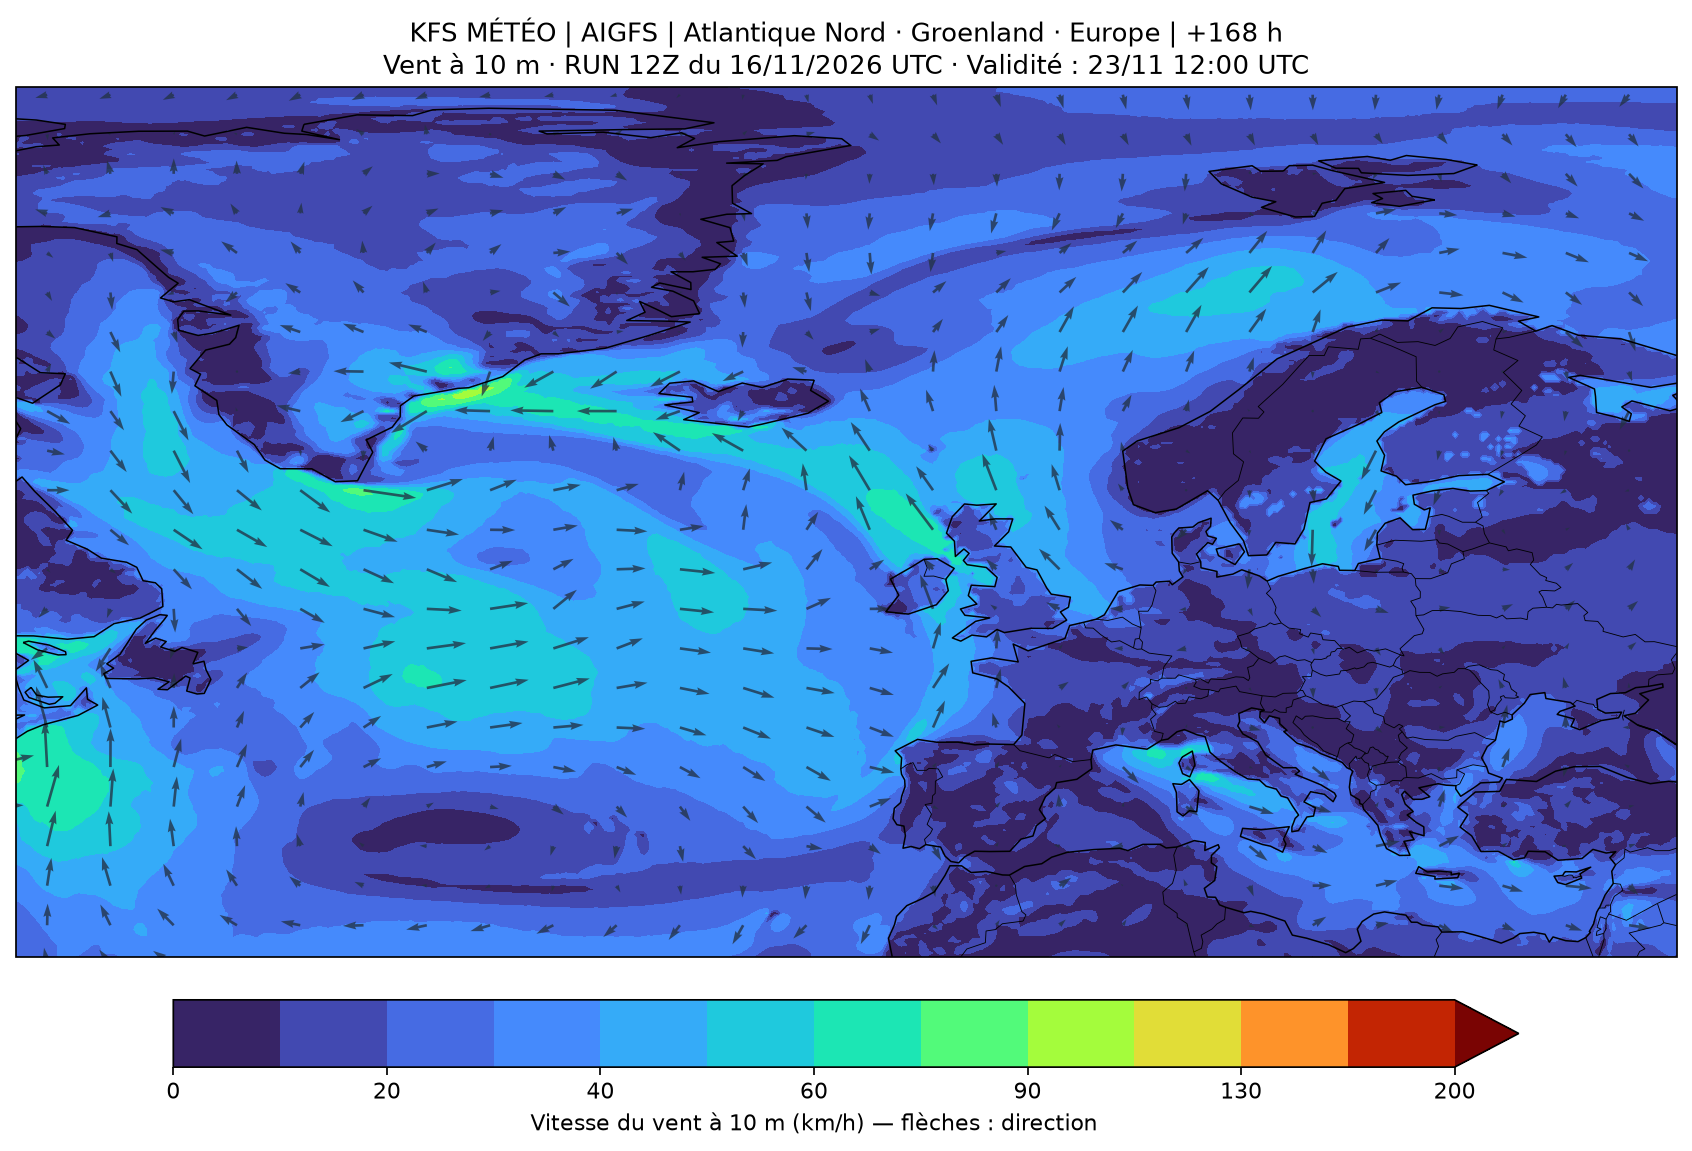 KFS MÉTÉO | AIGFS | Atlantique Nord · Groenland · Europe | +168 h
Vent à 10 m · RUN 12Z du 16/11/2026 UTC · Validité : 23/11 12:00 UTC
0 20 40 60 90 130 200
Vitesse du vent à 10 m (km/h) — flèches : direction